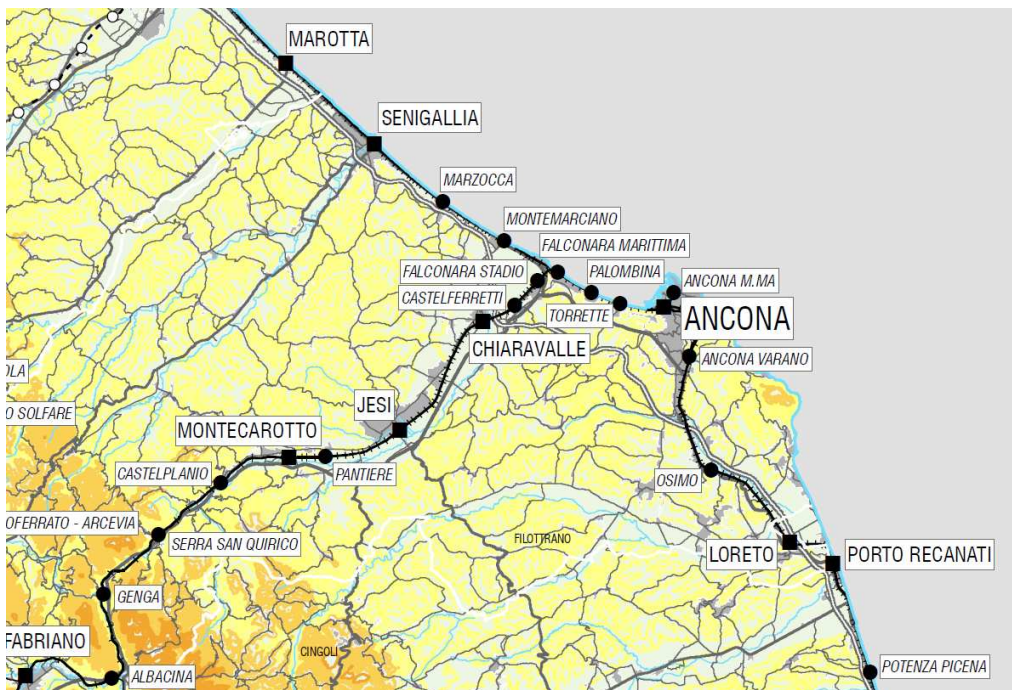 MAROTTA
SENIGALLIA
MARZOCCA
MONTEMARCIANO
FALCONARA MARITTIMA
FALCONARA STADIO
PALOMBINA
ANCONA M.MA
CASTELFERRETTI
TORRETTE
ANCONA
CHIARAVALLE
ANCONA VARANO
OLA
JESI
O SOLFARE
MONTECAROTTO
CASTELPLANIO
PANTIERE
OSIMO
OFERRATO - ARCEVIA
SERRA SAN QUIRICO
FILOTTRANO
LORETO
PORTO RECANATI
GENGA
FABRIANO
CINGOLI
ALBACINA
POTENZA PICENA